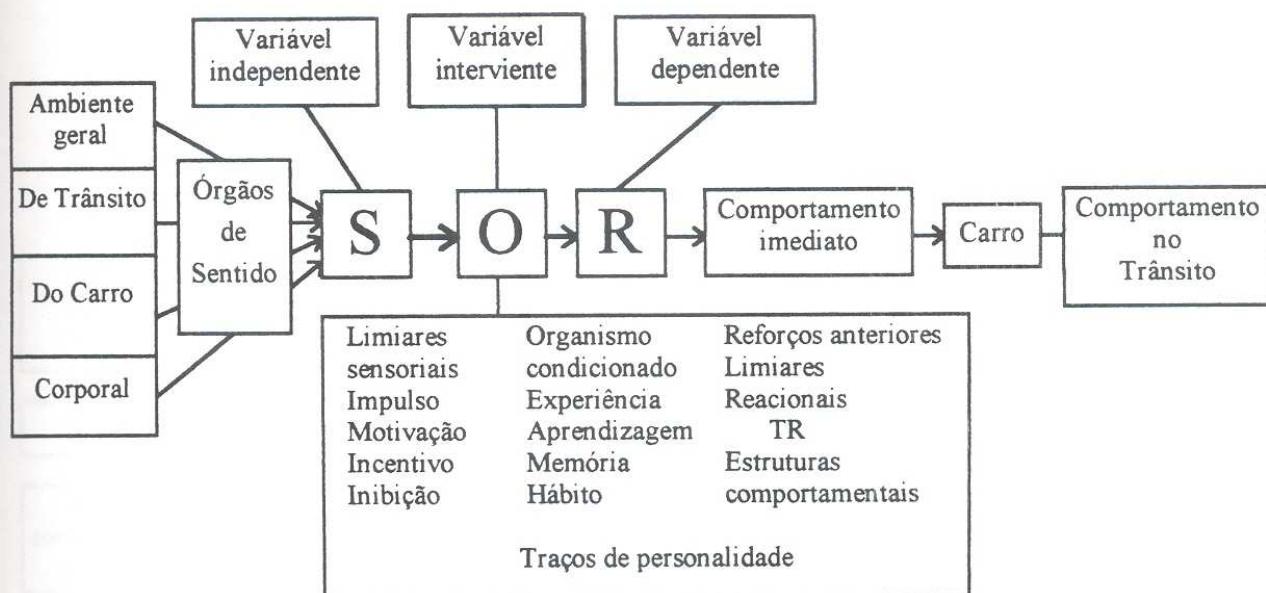 Variável
independente
Variável
interviente
Variável
dependente
Ambiente
geral
De Trânsito
Do Carro
Corporal
Órgãos
de
Sentido
S
O
R
Comportamento
imediato
Carro
Comportamento
no
Trânsito
Limiares
sensoriais
Impulso
Motivação
Incentivo
Inibição
Organismo
condicionado
Experiência
Aprendizagem
Memória
Hábito
Reforços anteriores
Limiares
Reacionais
TR
Estruturas
comportamentais
Traços de personalidade